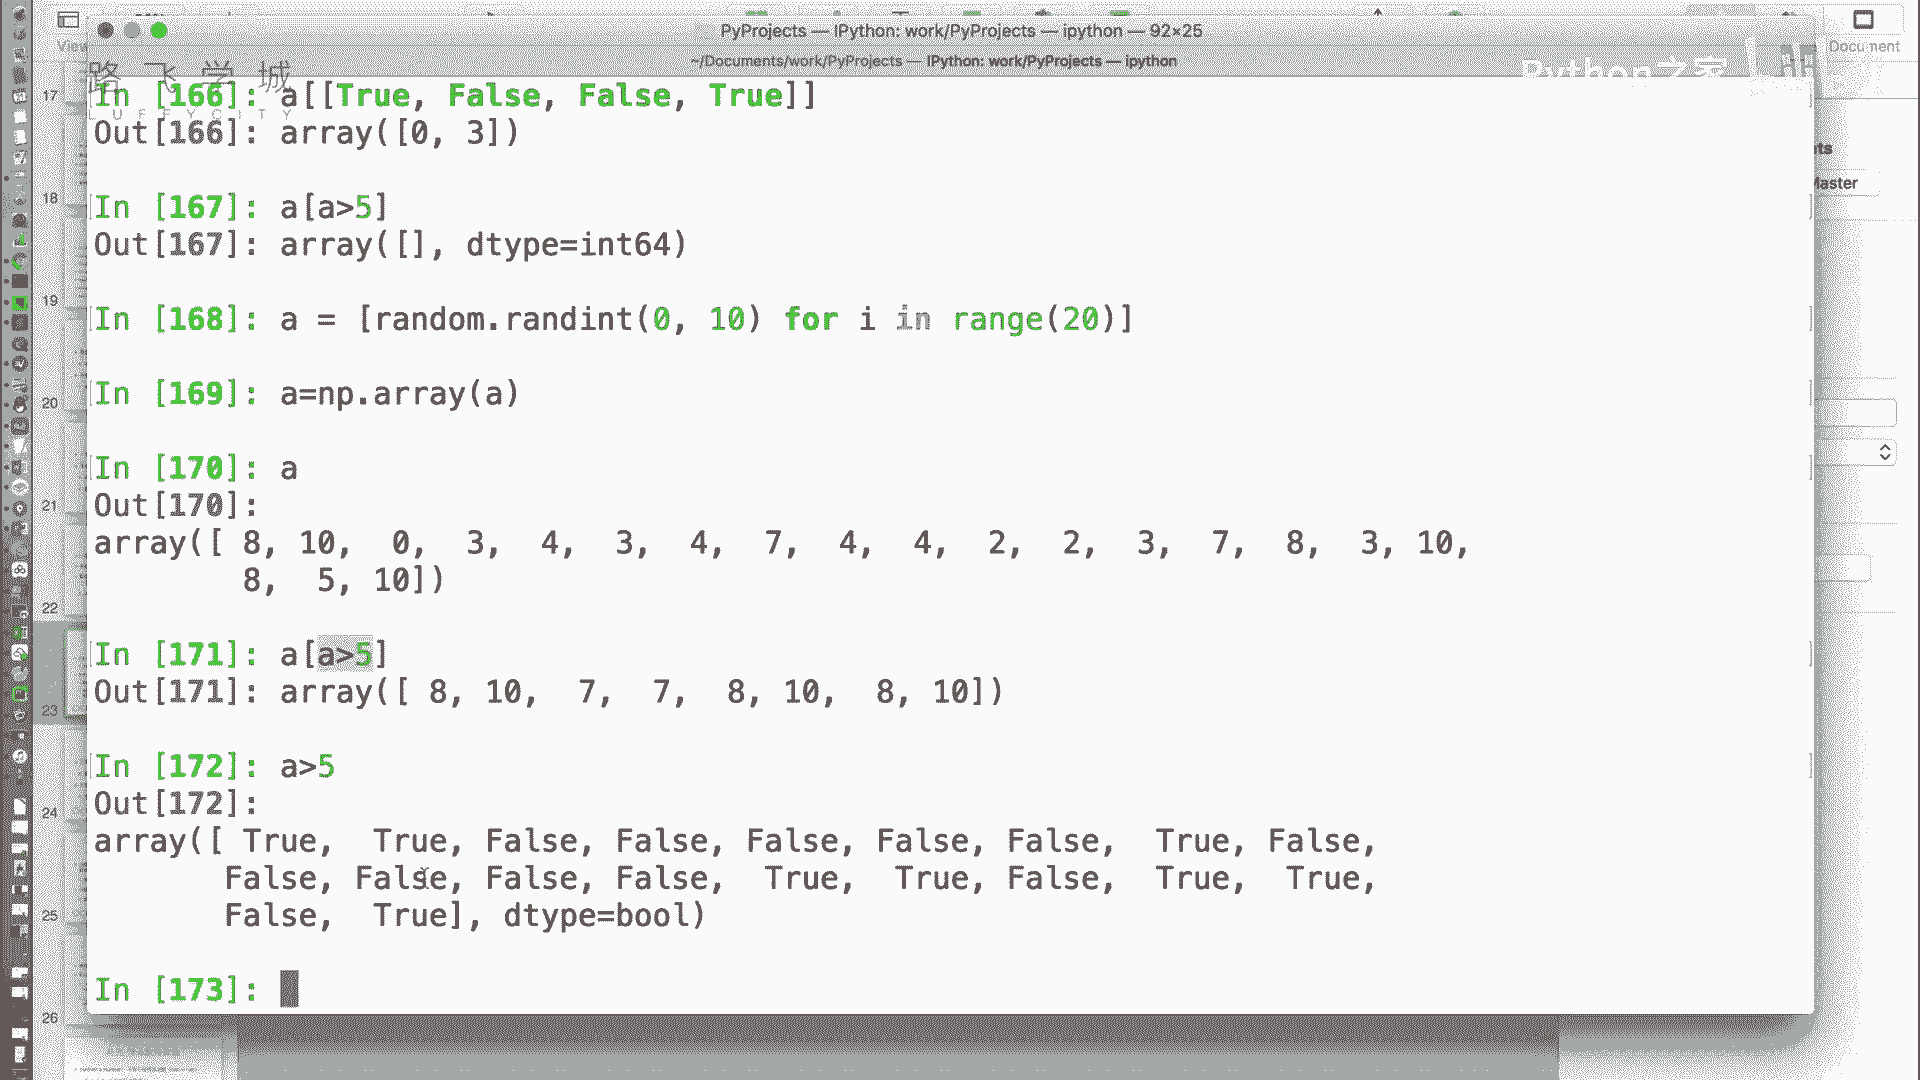 PyProjects — IPython: work/PyProjects — ipython — 92×25
~/Documents/work/PyProjects — IPython: work/PyProjects — ipython
View
Document
路飞学城
LUFFYCITY
Python之家
In [166]: a[[True, False, False, True]]
Out[166]: array([0, 3])
In [167]: a[a>5]
Out[167]: array([], dtype=int64)
In [168]: a = [random.randint(0, 10) for i in range(20)]
In [169]: a=np.array(a)
In [170]: a
Out[170]:
array([ 8, 10, 0, 3, 4, 3, 4, 7, 4, 4, 2, 2, 3, 7, 8, 3, 10,
8, 5, 10])
In [171]: a[a>5]
Out[171]: array([ 8, 10, 7, 7, 8, 10, 8, 10])
In [172]: a>5
Out[172]:
array([ True, True, False, False, False, False, False, True, False,
False, False, False, False, True, True, False, True, True,
False, True], dtype=bool)
In [173]:
17
18
19
20
21
22
23
24
25
26
ts
Master